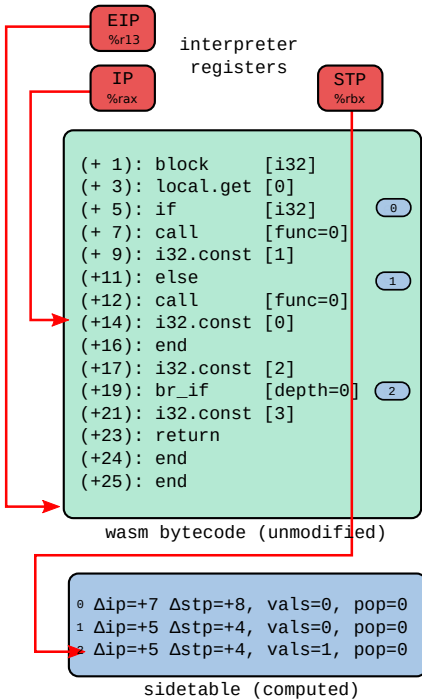 EIP
%r13
interpreter
registers
IP
%rax
STP
%rbx
(+ 1): block [i32]
(+ 3): local.get [0]
(+ 5): if [i32] 0
(+ 7): call [func=0]
(+ 9): i32.const [1]
(+11): else 1
(+12): call [func=0]
(+14): i32.const [0]
(+16): end
(+17): i32.const [2]
(+19): br_if [depth=0] 2
(+21): i32.const [3]
(+23): return
(+24): end
(+25): end
wasm bytecode (unmodified)
0 Δip=+7 Δstp=+8, vals=0, pop=0
1 Δip=+5 Δstp=+4, vals=0, pop=0
2 Δip=+5 Δstp=+4, vals=1, pop=0
sidetable (computed)